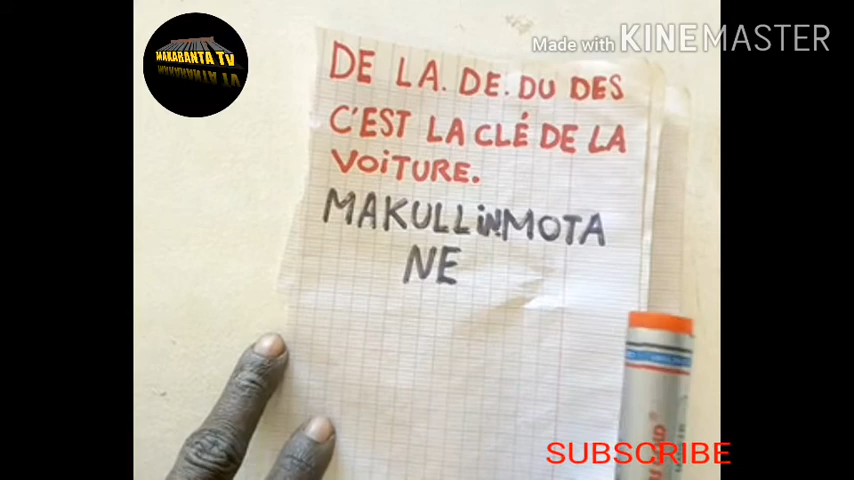 MAKARANTA TV
Made with KINEMASTER
DE LA. DE. DU DES
C'EST LA CLÉ DE LA
VOITURE.
MAKULLIN MOTA
NE
SUBSCRIBE